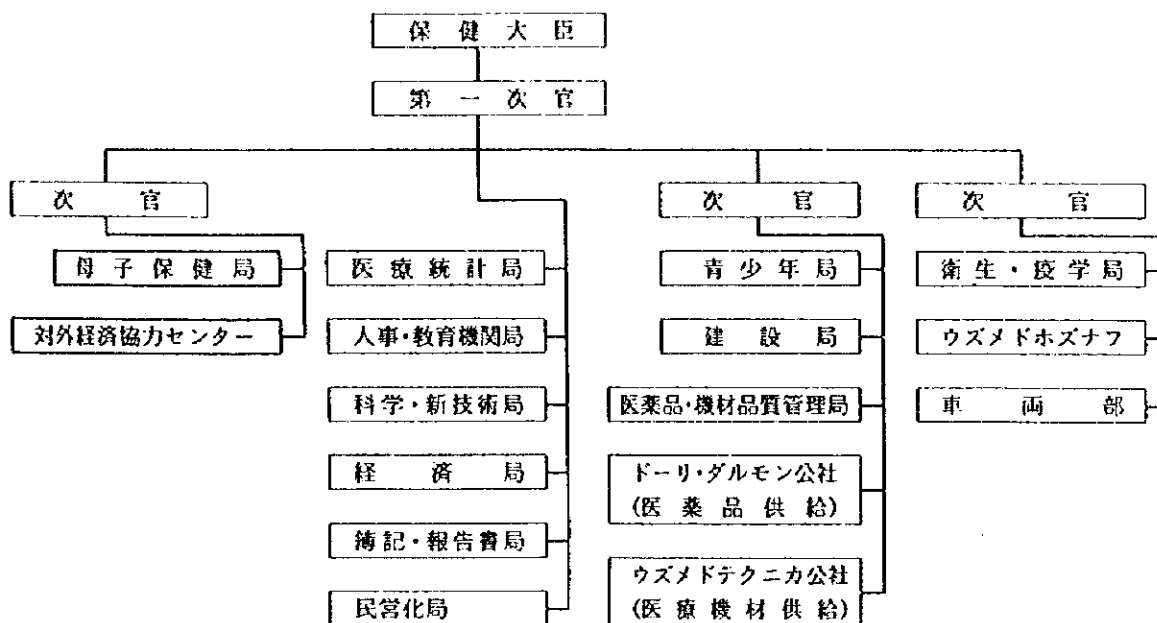 保健大臣
第一次官
次官
次官
次官
母子保健局
対外経済協力センター
医療統計局
人事・教育機関局
科学・新技術局
経済局
簿記・報告書局
民営化局
青少年局
建設局
医薬品・機材品質管理局
ドーリ・ダルモン公社
(医薬品供給)
ウズメドテクニカ公社
(医療機材供給)
衛生・疫学局
ウズメドホズナフ
車両部